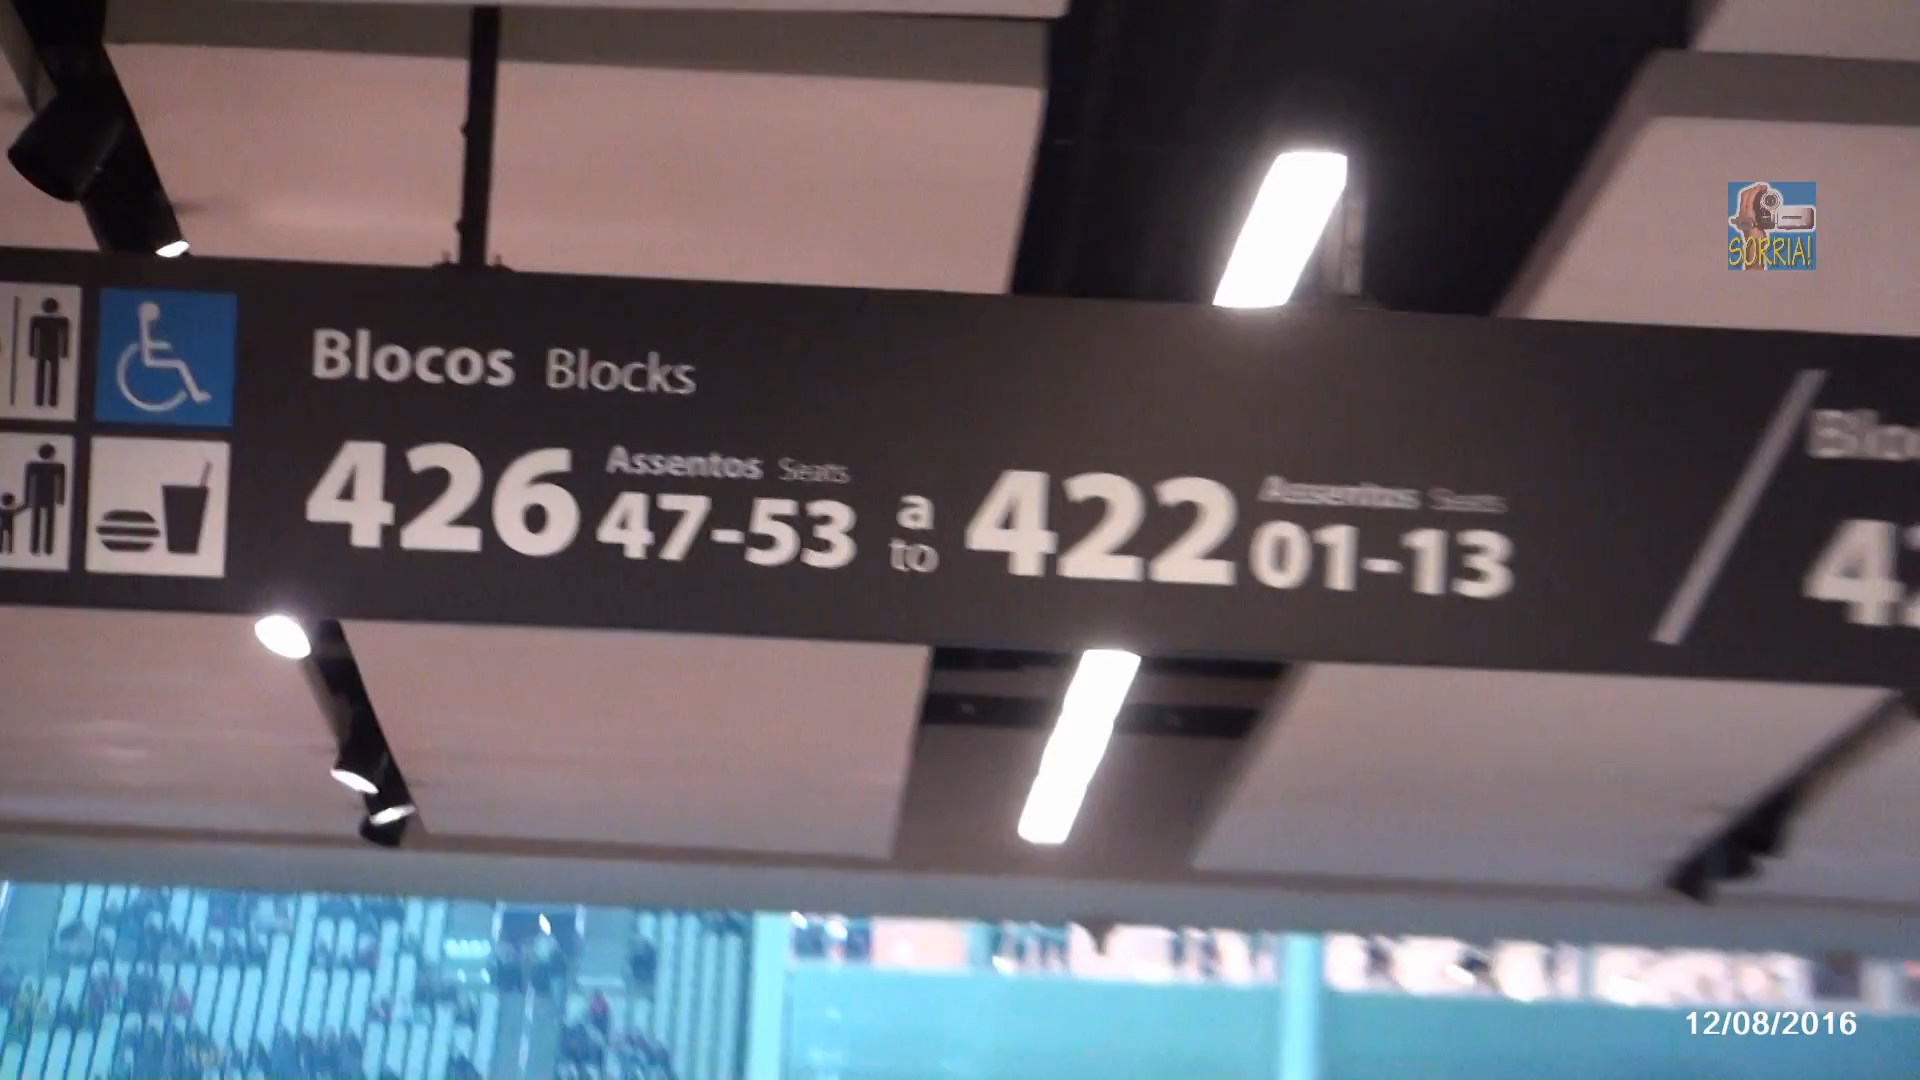 SORRIA!
Blocos Blocks
426 Assentos Seats 47-53 a to 422 Assentos Seats 01-13
12/08/2016